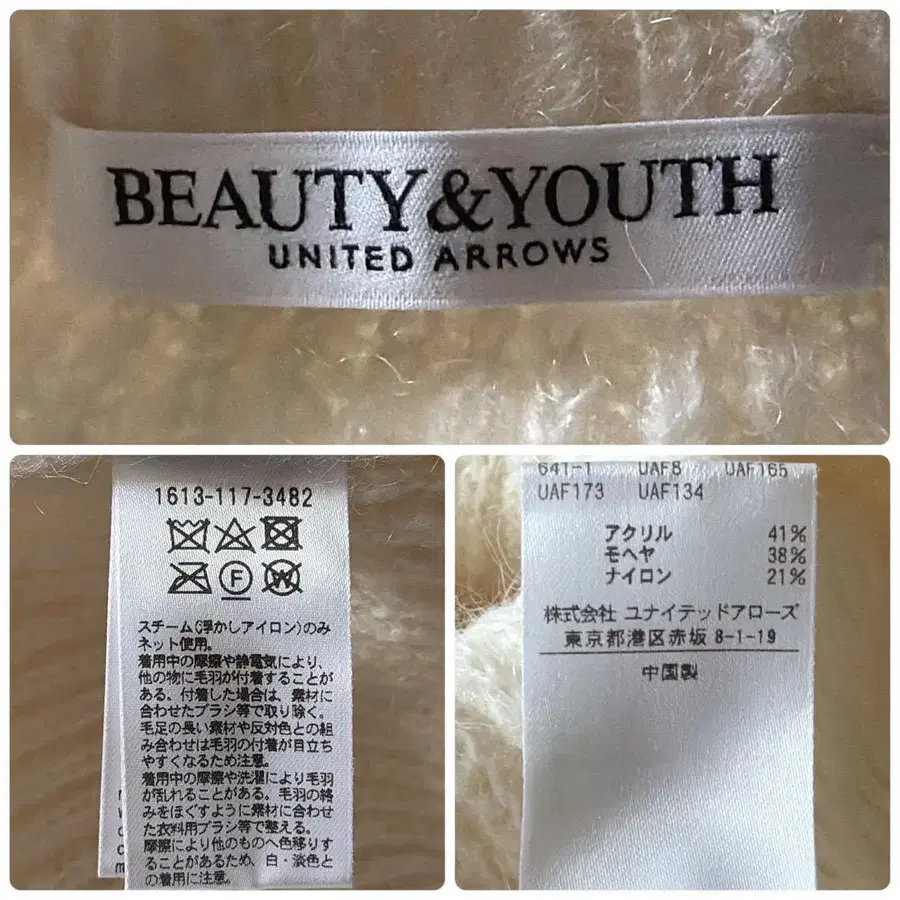 BEAUTY&YOUTH
UNITED ARROWS
1613-117-3482
F W
スチーム(浮かしアイロン)のみ
ネット使用。
着用中の摩擦や静電気により、
他の物に毛羽が付着することが
ある。付着した場合は、素材に
合わせたブラシ等で取り除く。
毛足の長い素材や反対色との組
み合わせは毛羽の付着が目立ち
やすくなるため注意。
着用中の摩擦や洗濯により毛羽
が乱れることがある。毛羽の絡
みをほぐすように素材に合わせ
た衣料用ブラシ等で整える。
摩擦により他のものへ色移りす
ることがあるため、白・淡色と
の着用に注意。
641-1 UAF8 UAF165
UAF173 UAF134
アクリル 41%
モヘヤ 38%
ナイロン 21%
株式会社 ユナイテッドアローズ
東京都港区赤坂 8-1-19
中国製